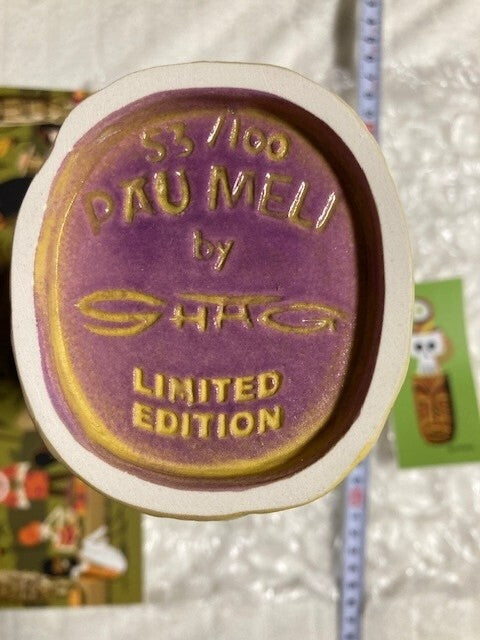 53/100
PAU MELI
by
SHAG
LIMITED
EDITION